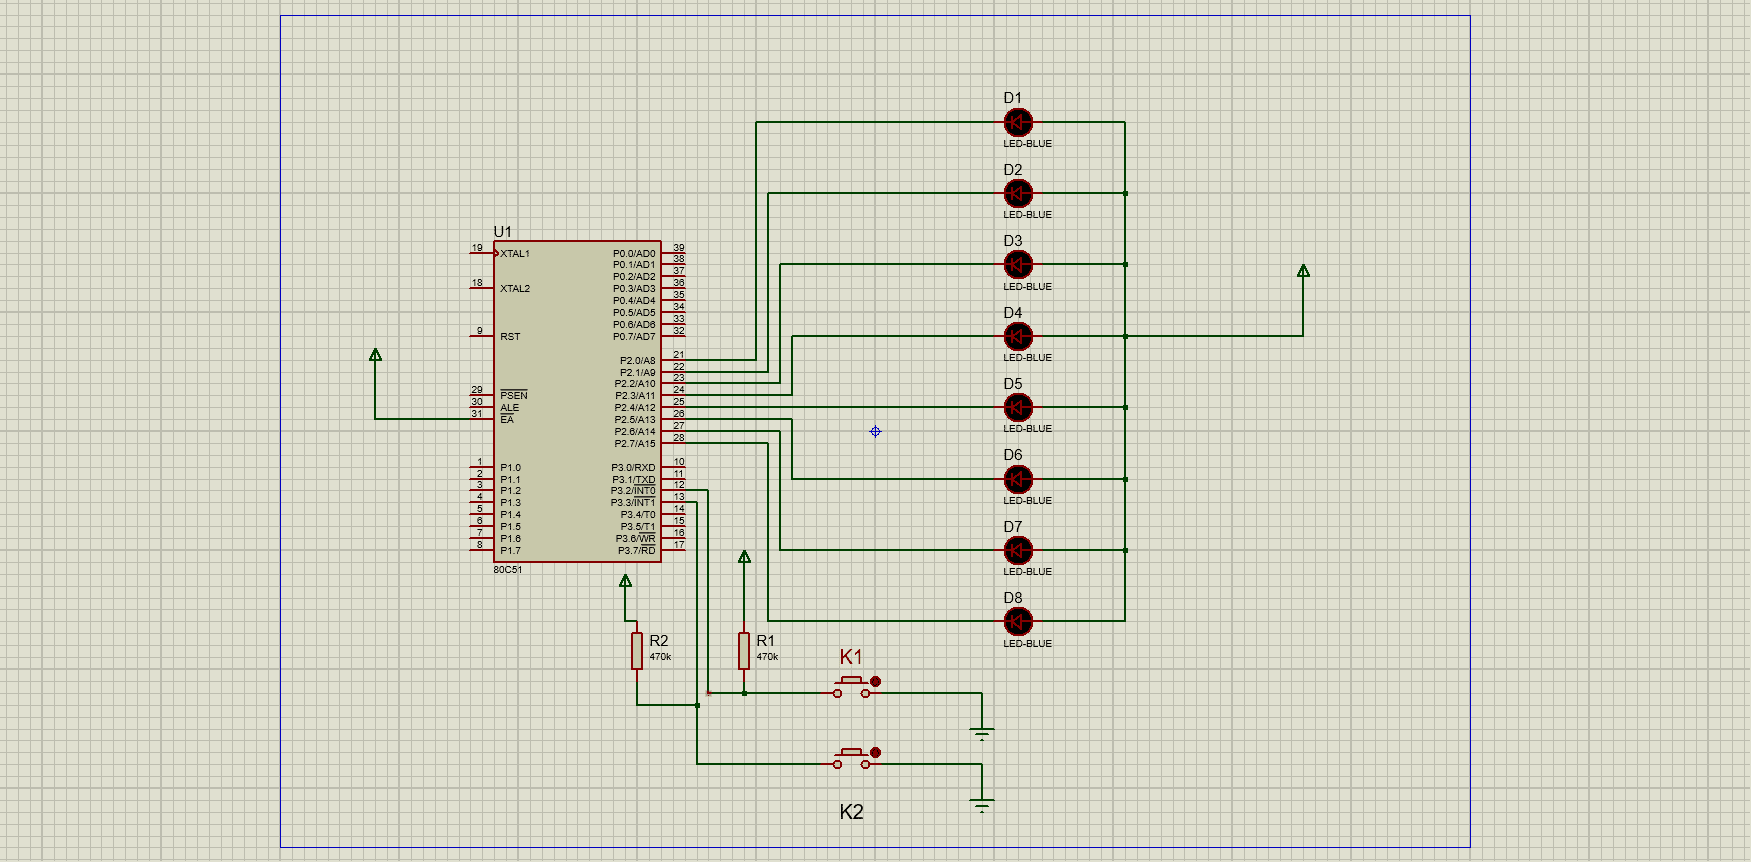 U1
19 XTAL1
18 XTAL2
9 RST
29 PSEN
30 ALE
31 EA
1 P1.0
2 P1.1
3 P1.2
4 P1.3
5 P1.4
6 P1.5
7 P1.6
8 P1.7
P0.0/AD0 39
P0.1/AD1 38
P0.2/AD2 37
P0.3/AD3 36
P0.4/AD4 35
P0.5/AD5 34
P0.6/AD6 33
P0.7/AD7 32
P2.0/A8 21
P2.1/A9 22
P2.2/A10 23
P2.3/A11 24
P2.4/A12 25
P2.5/A13 26
P2.6/A14 27
P2.7/A15 28
P3.0/RXD 10
P3.1/TXD 11
P3.2/INT0 12
P3.3/INT1 13
P3.4/T0 14
P3.5/T1 15
P3.6/WR 16
P3.7/RD 17
80C51
D1
LED-BLUE
D2
LED-BLUE
D3
LED-BLUE
D4
LED-BLUE
D5
LED-BLUE
D6
LED-BLUE
D7
LED-BLUE
D8
LED-BLUE
R2
470k
R1
470k
K1
K2